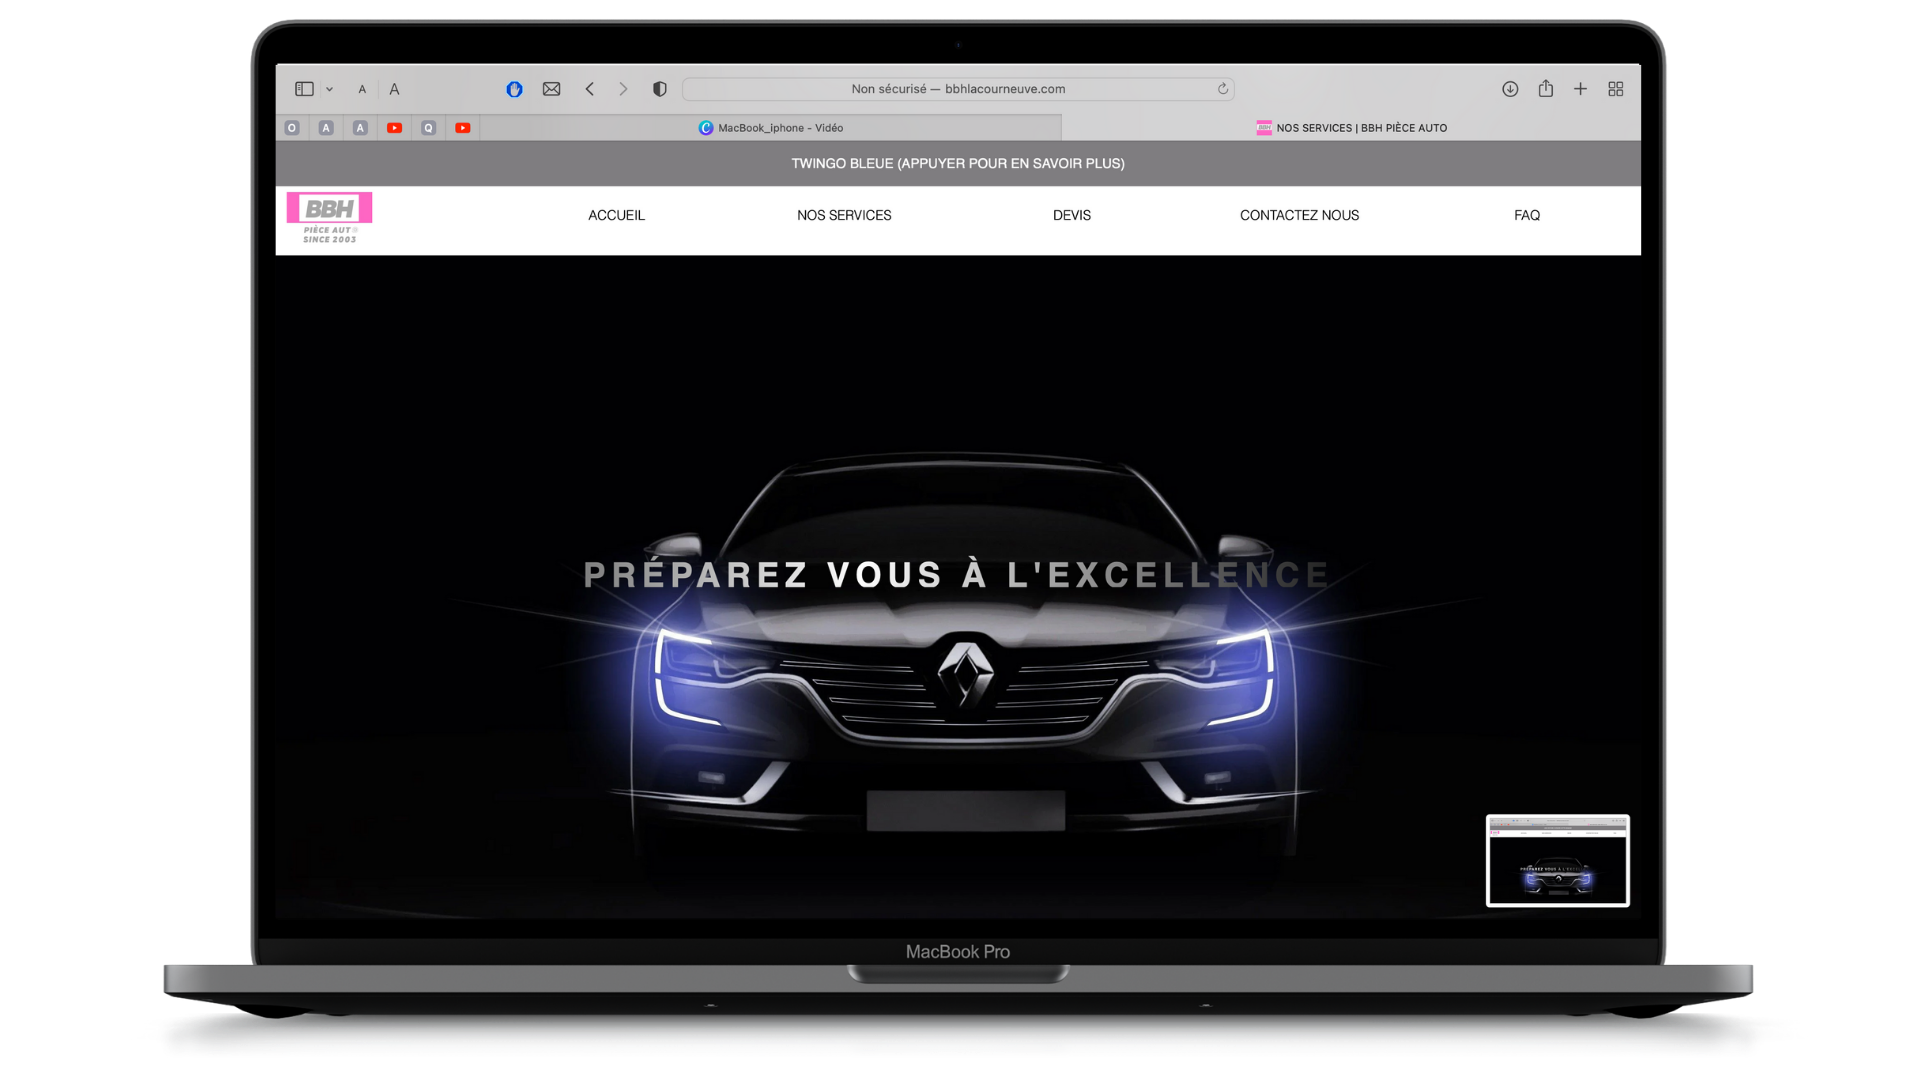 A A
Non sécurisé — bbhlacourneuve.com
O A A Q
MacBook_iphone - Vidéo
NOS SERVICES | BBH PIÈCE AUTO
TWINGO BLEUE (APPUYER POUR EN SAVOIR PLUS)
BBH
PIÈCE AUTO
SINCE 2003
ACCUEIL
NOS SERVICES
DEVIS
CONTACTEZ NOUS
FAQ
PRÉPAREZ VOUS À L'EXCELLENCE
MacBook Pro